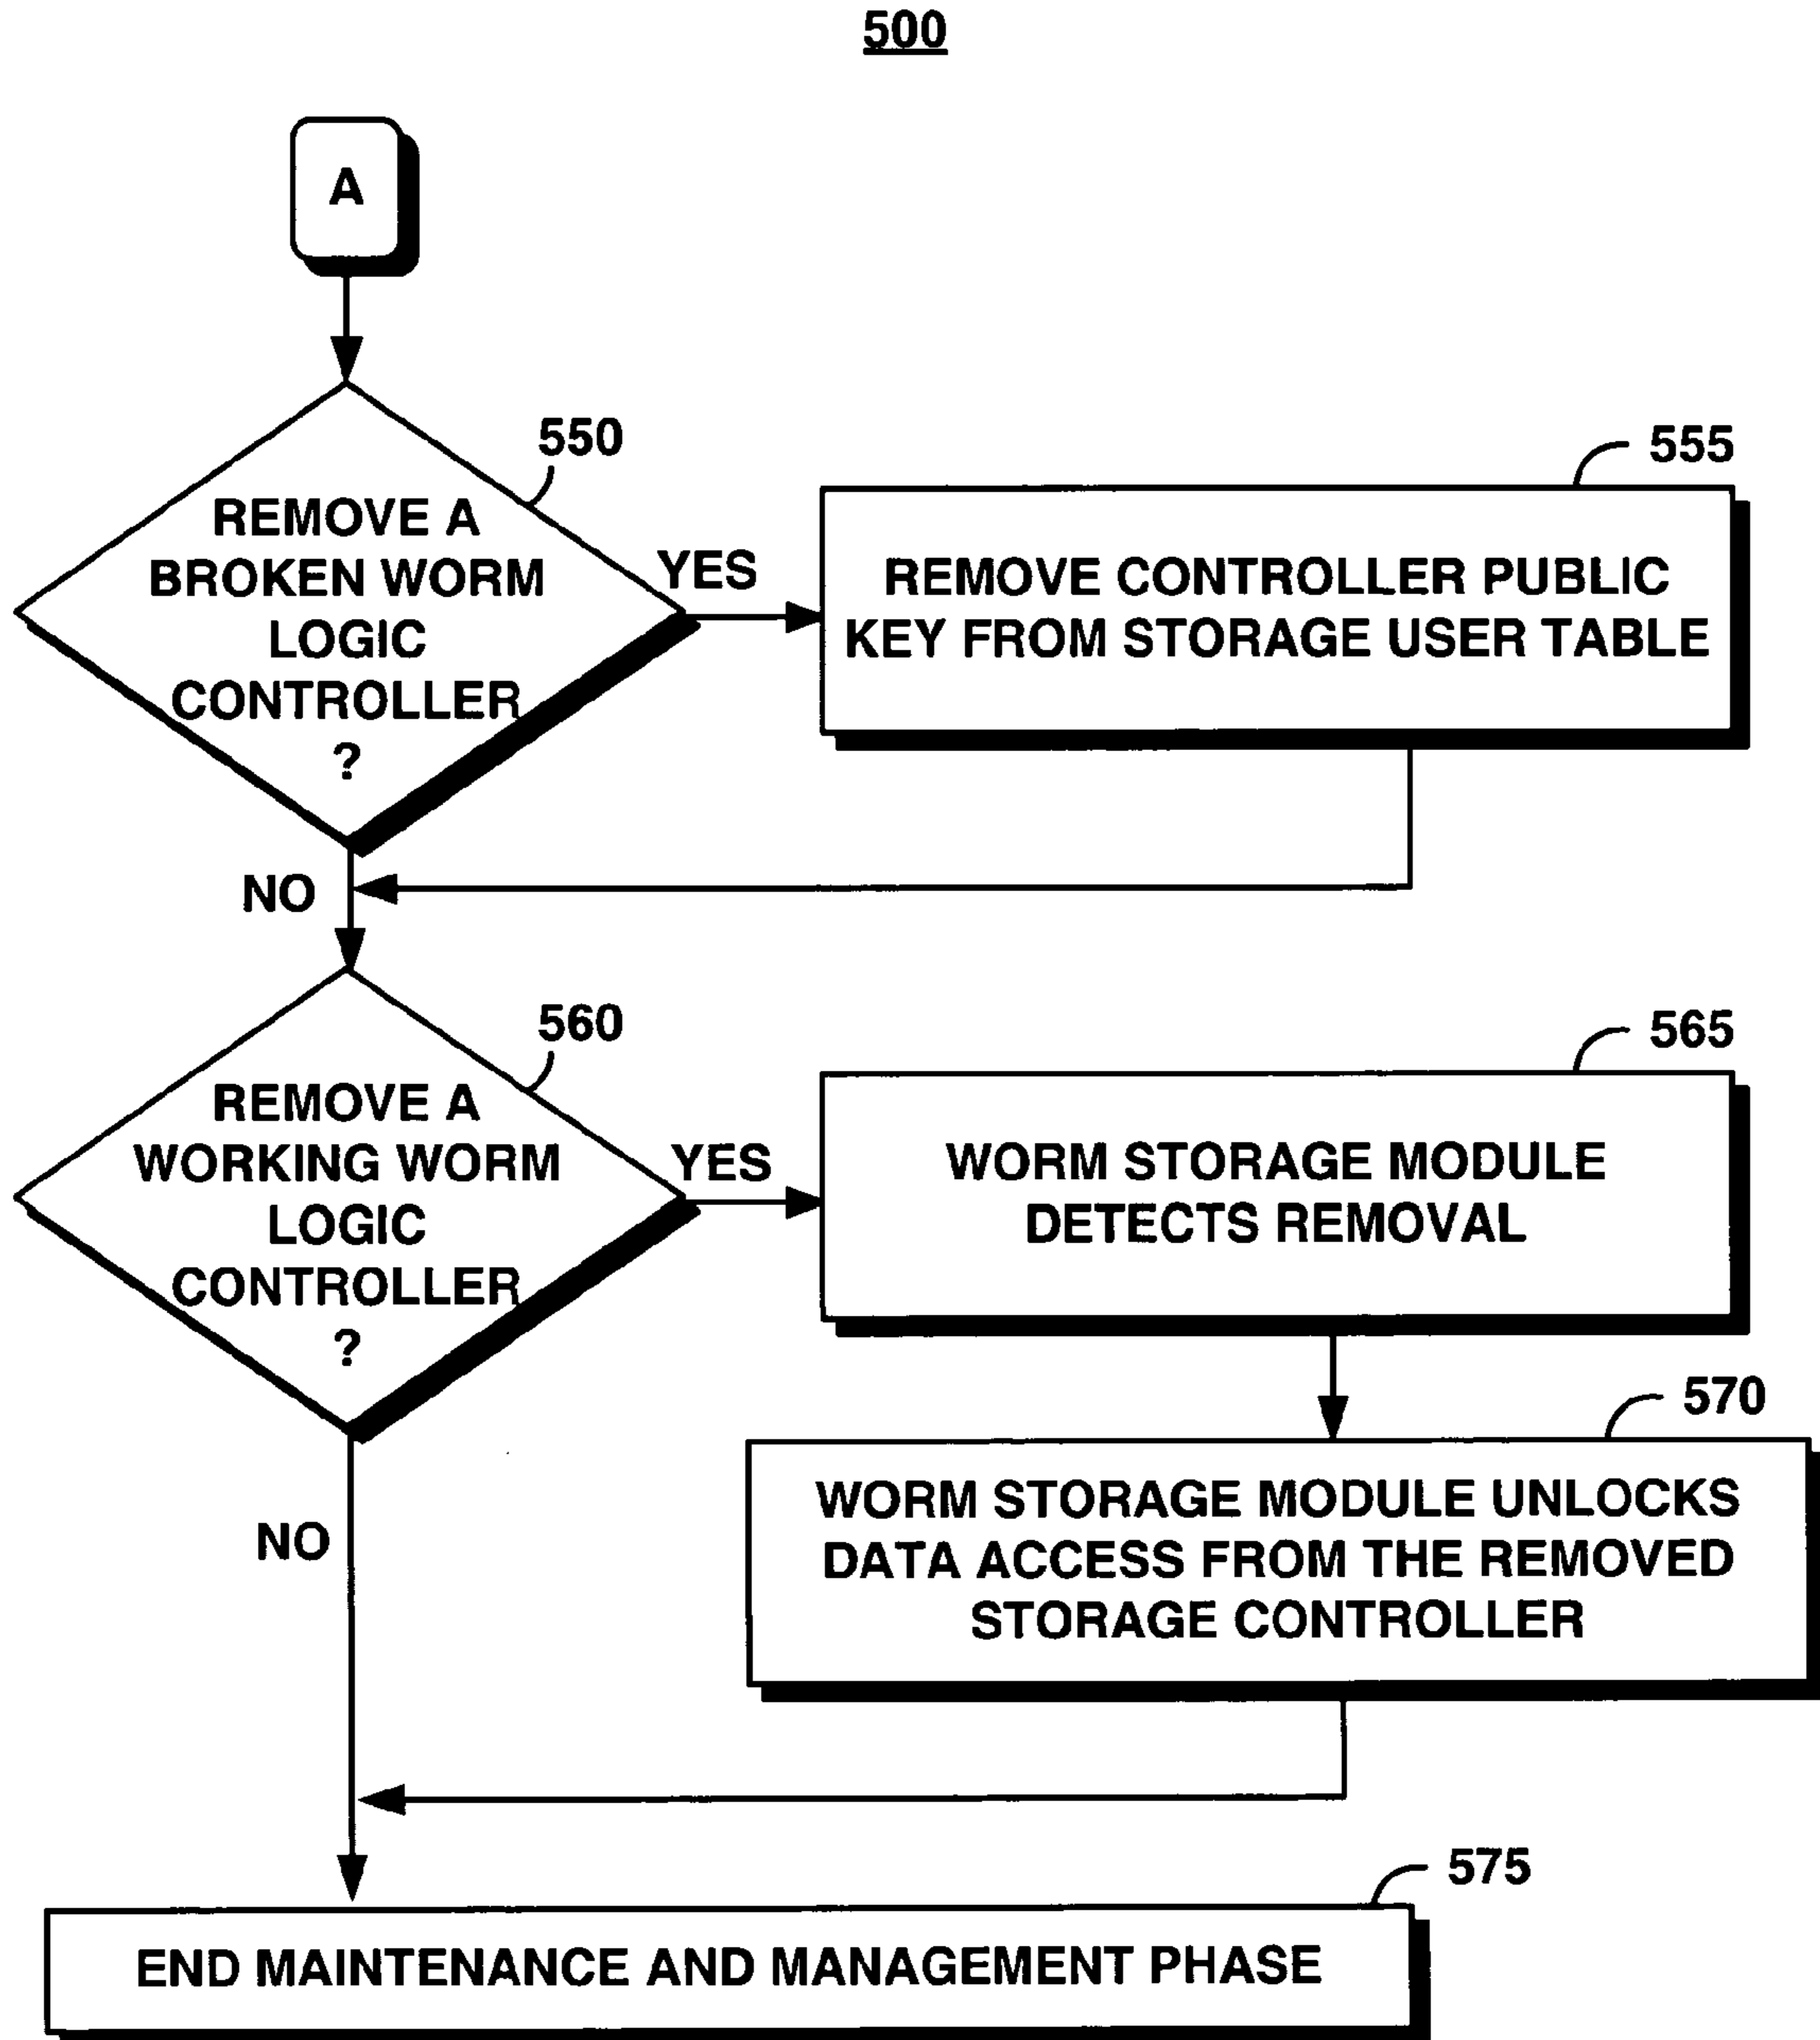 500
A
550
REMOVE A
BROKEN WORM
LOGIC
CONTROLLER
?
YES
555
REMOVE CONTROLLER PUBLIC
KEY FROM STORAGE USER TABLE
NO
560
REMOVE A
WORKING WORM
LOGIC
CONTROLLER
?
YES
565
WORM STORAGE MODULE
DETECTS REMOVAL
570
WORM STORAGE MODULE UNLOCKS
DATA ACCESS FROM THE REMOVED
STORAGE CONTROLLER
NO
575
END MAINTENANCE AND MANAGEMENT PHASE